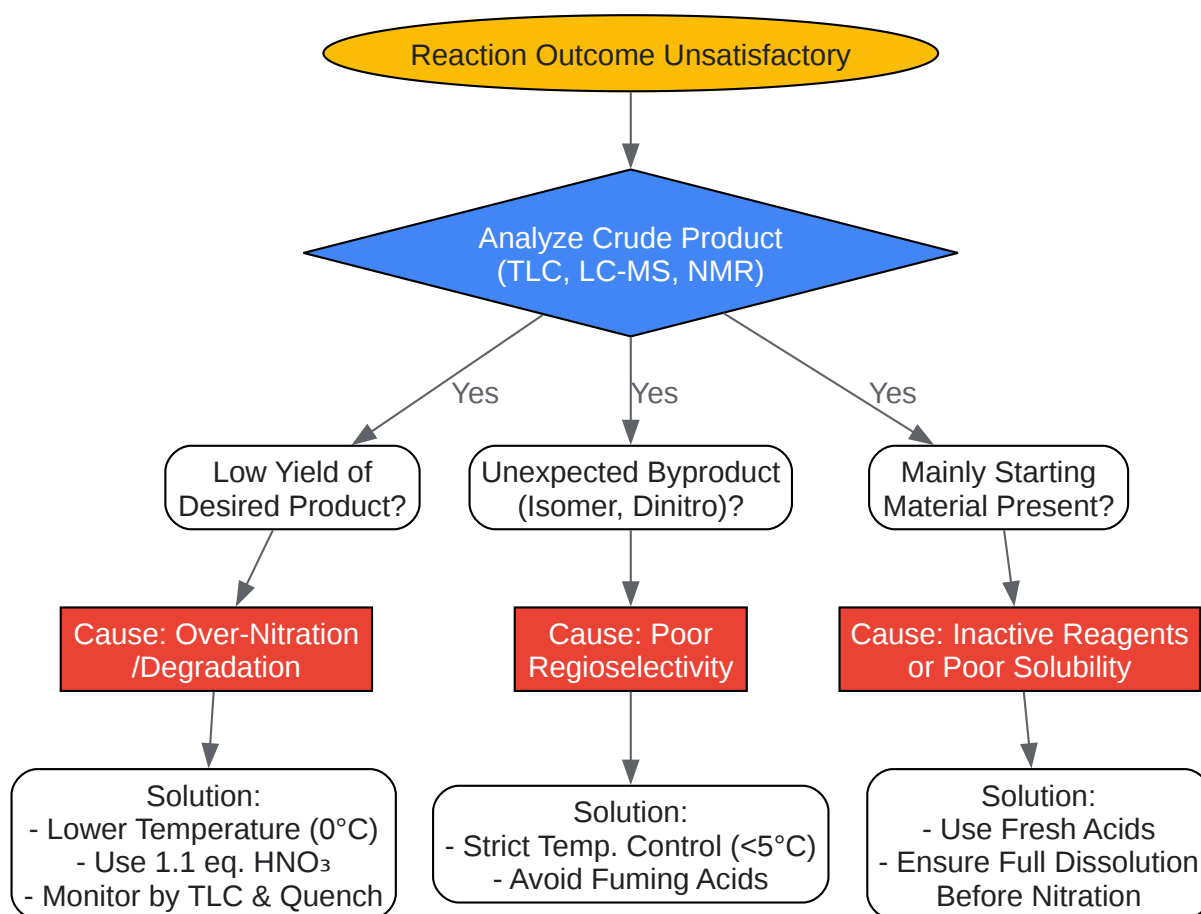 Reaction Outcome Unsatisfactory
Analyze Crude Product
(TLC, LC-MS, NMR)
Yes
Yes
Yes
Low Yield of
Desired Product?
Unexpected Byproduct
(Isomer, Dinitro)?
Mainly Starting
Material Present?
Cause: Over-Nitration
/Degradation
Cause: Poor
Regioselectivity
Cause: Inactive Reagents
or Poor Solubility
Solution:
- Lower Temperature (0°C)
- Use 1.1 eq. HNO₃
- Monitor by TLC & Quench
Solution:
- Strict Temp. Control (<5°C)
- Avoid Fuming Acids
Solution:
- Use Fresh Acids
- Ensure Full Dissolution
Before Nitration